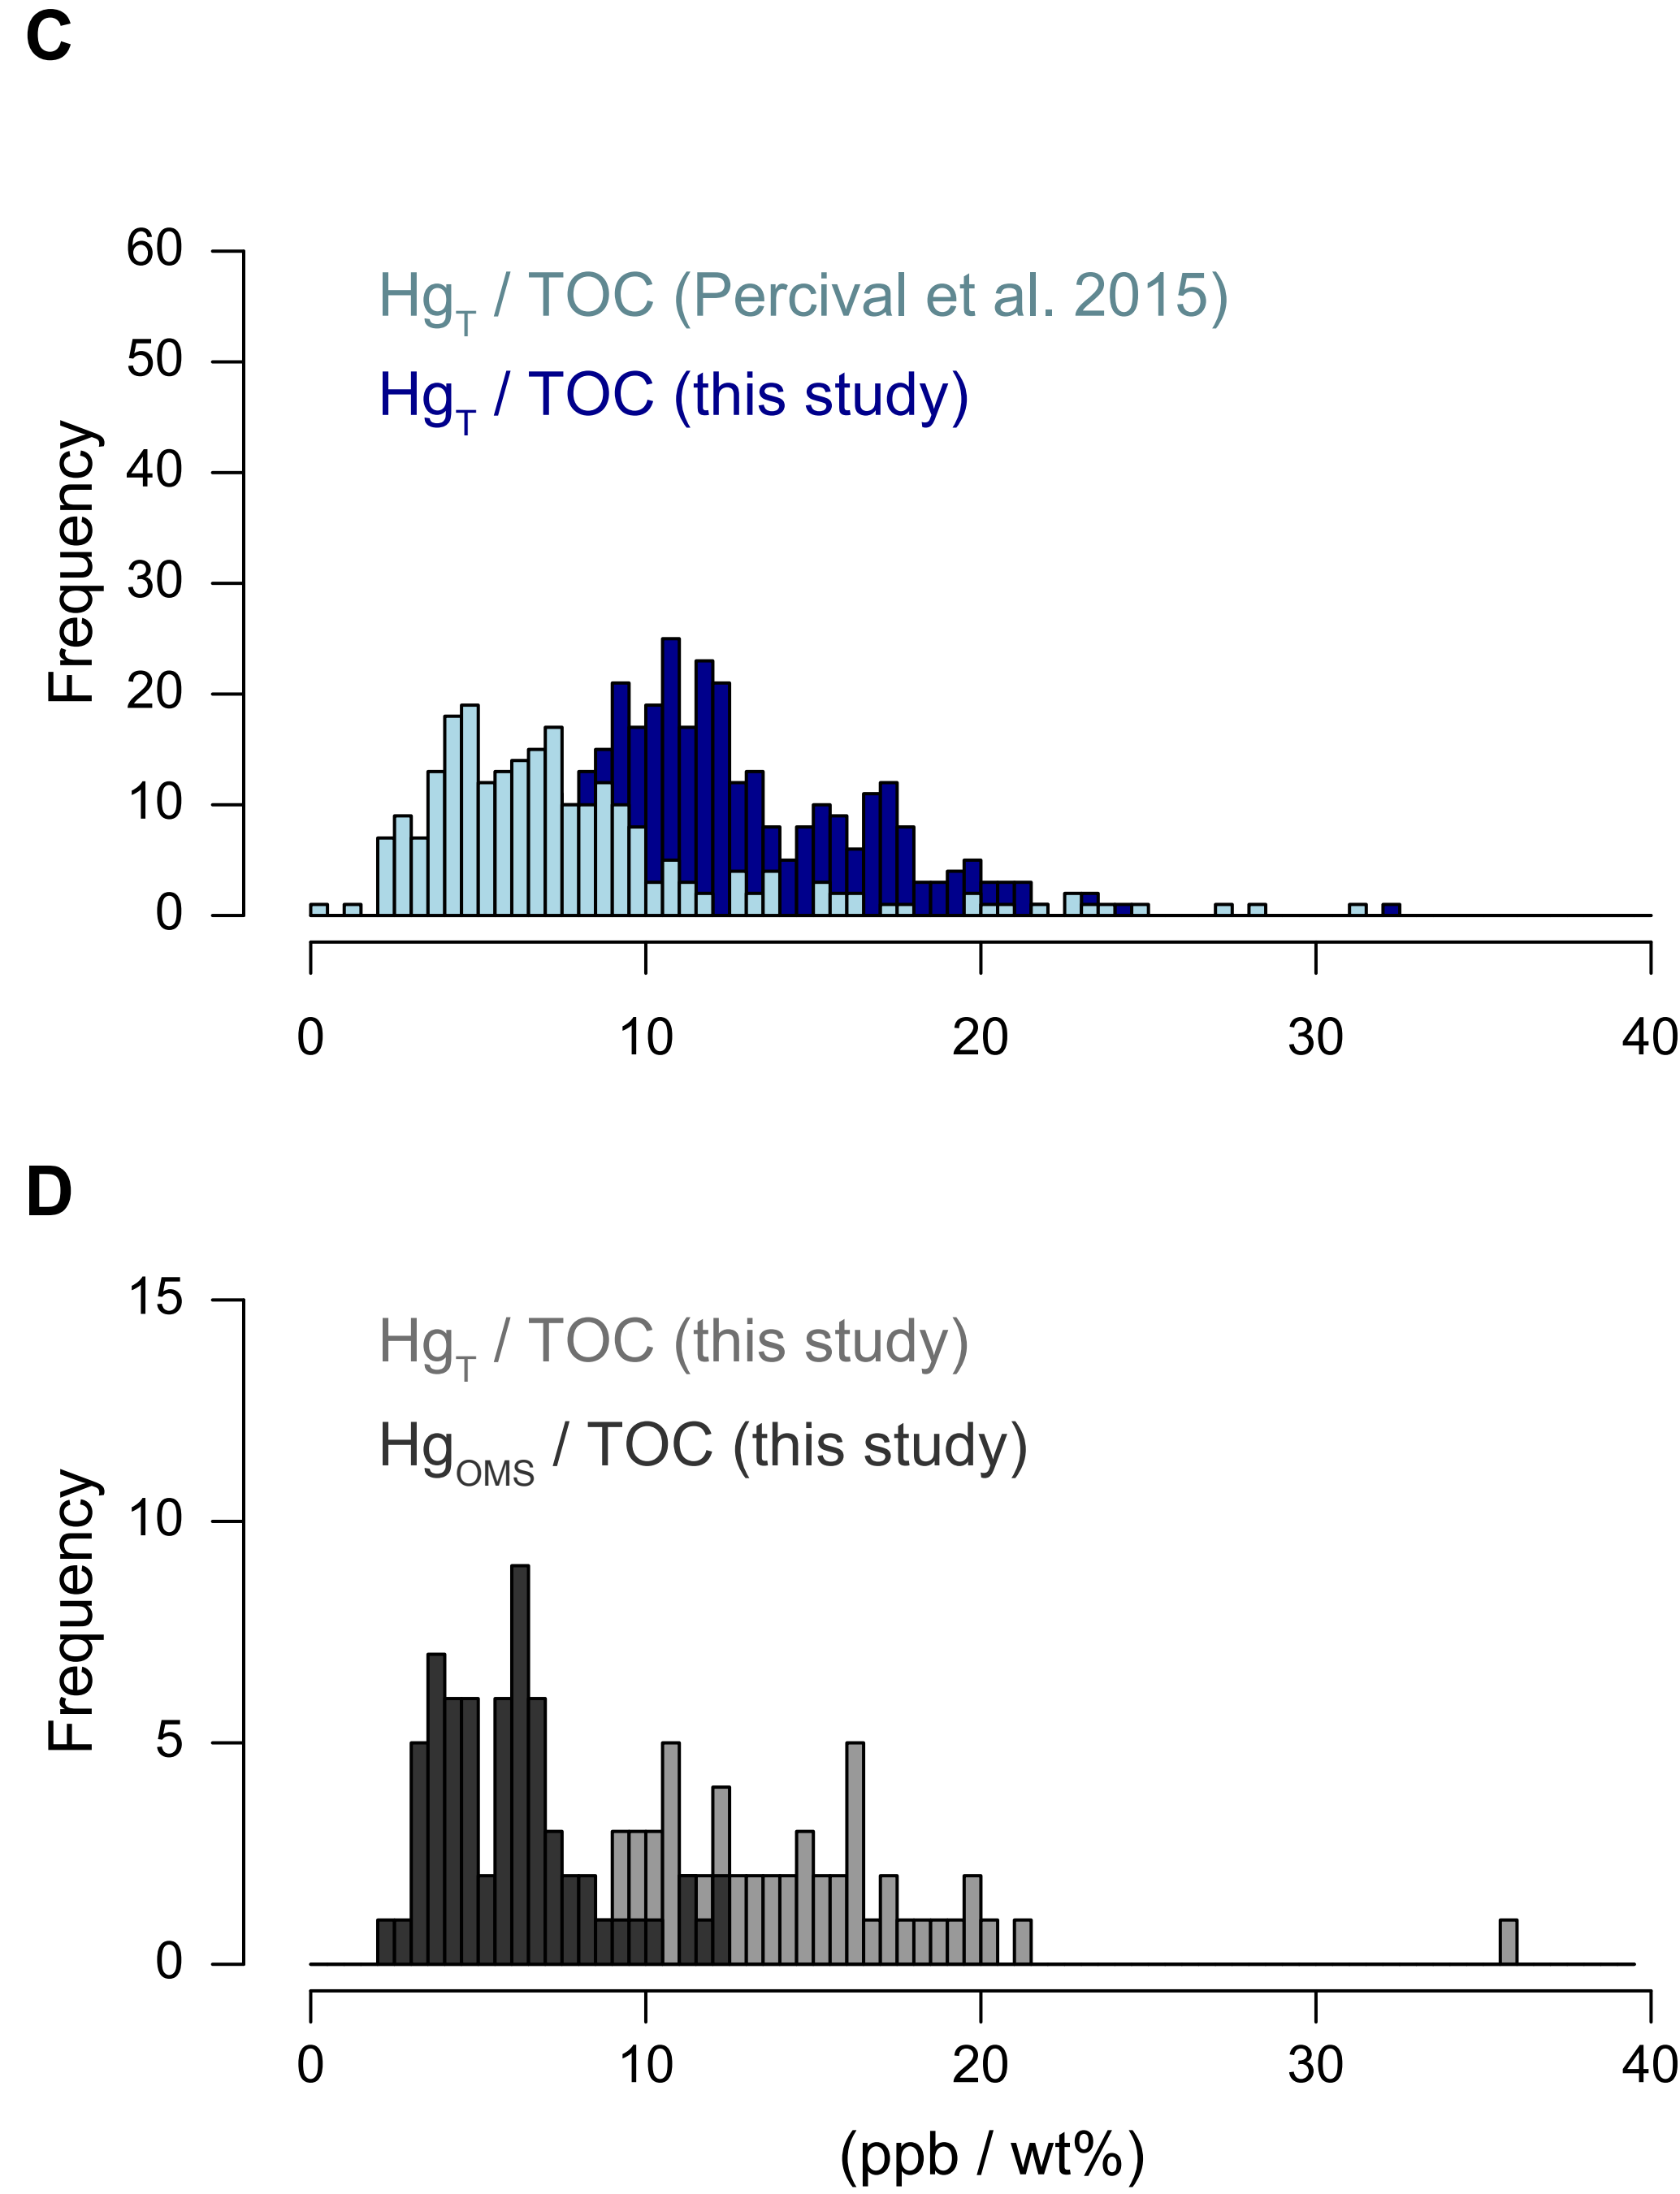 C
60
50
40
30
20
10
0
Frequency
HgT / TOC (Percival et al. 2015)
HgT / TOC (this study)
0 10 20 30 40
D
15
10
5
0
Frequency
HgT / TOC (this study)
HgOMS / TOC (this study)
0 10 20 30 40
(ppb / wt%)